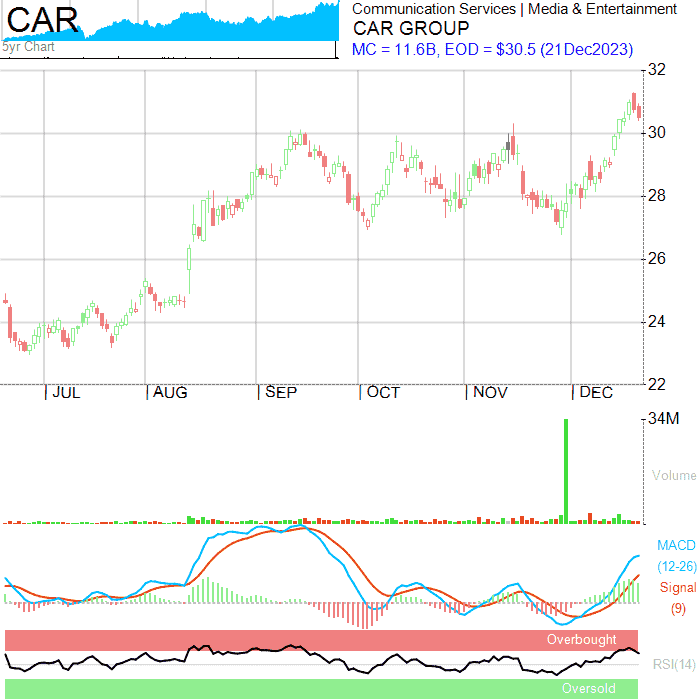 CAR
5yr Chart
Communication Services | Media & Entertainment
CAR GROUP
MC = 11.6B, EOD = $30.5 (21Dec2023)
32
30
28
26
24
22
JUL
AUG
SEP
OCT
NOV
DEC
34M
Volume
MACD
(12-26)
Signal
(9)
Overbought
RSI(14)
Oversold